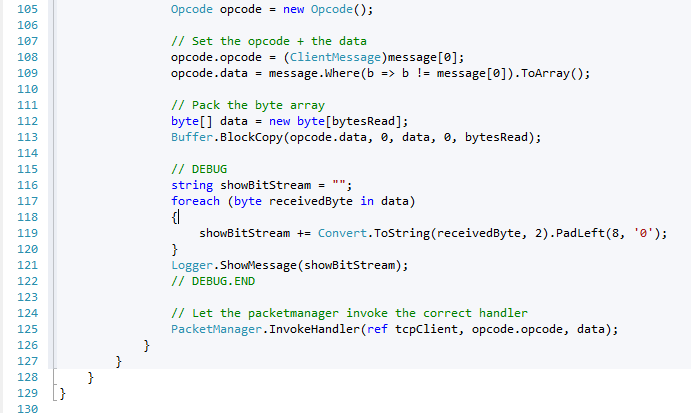 105 Opcode opcode = new Opcode();
106
107 // Set the opcode + the data
108 opcode.opcode = (ClientMessage)message[0];
109 opcode.data = message.Where(b => b != message[0]).ToArray();
110
111 // Pack the byte array
112 byte[] data = new byte[bytesRead];
113 Buffer.BlockCopy(opcode.data, 0, data, 0, bytesRead);
114
115 // DEBUG
116 string showBitStream = "";
117 foreach (byte receivedByte in data)
118 {
119 showBitStream += Convert.ToString(receivedByte, 2).PadLeft(8, '0');
120 }
121 Logger.ShowMessage(showBitStream);
122 // DEBUG.END
123
124 // Let the packetmanager invoke the correct handler
125 PacketManager.InvokeHandler(ref tcpClient, opcode.opcode, data);
126 }
127 }
128 }
129 }
130